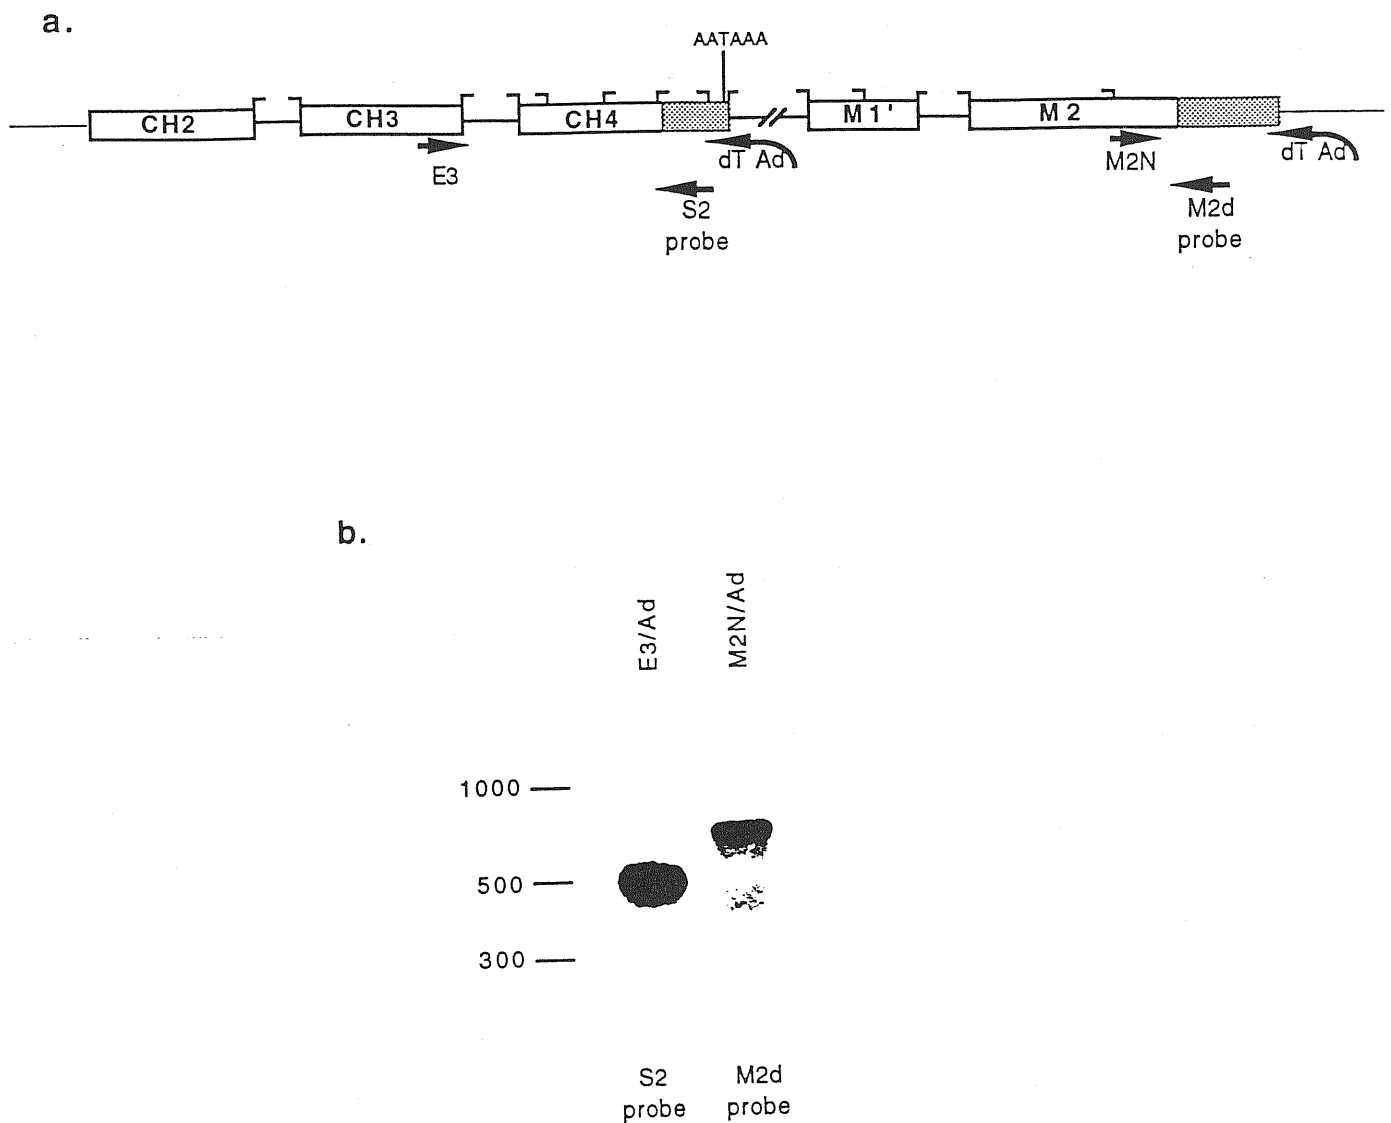 a.
AATAAA
CH2 CH3 CH4 M1' M2
E3 dT Ad M2N dT Ad
S2 probe
M2d probe
b.
E3/Ad
M2N/Ad
1000
500
300
S2 probe
M2d probe